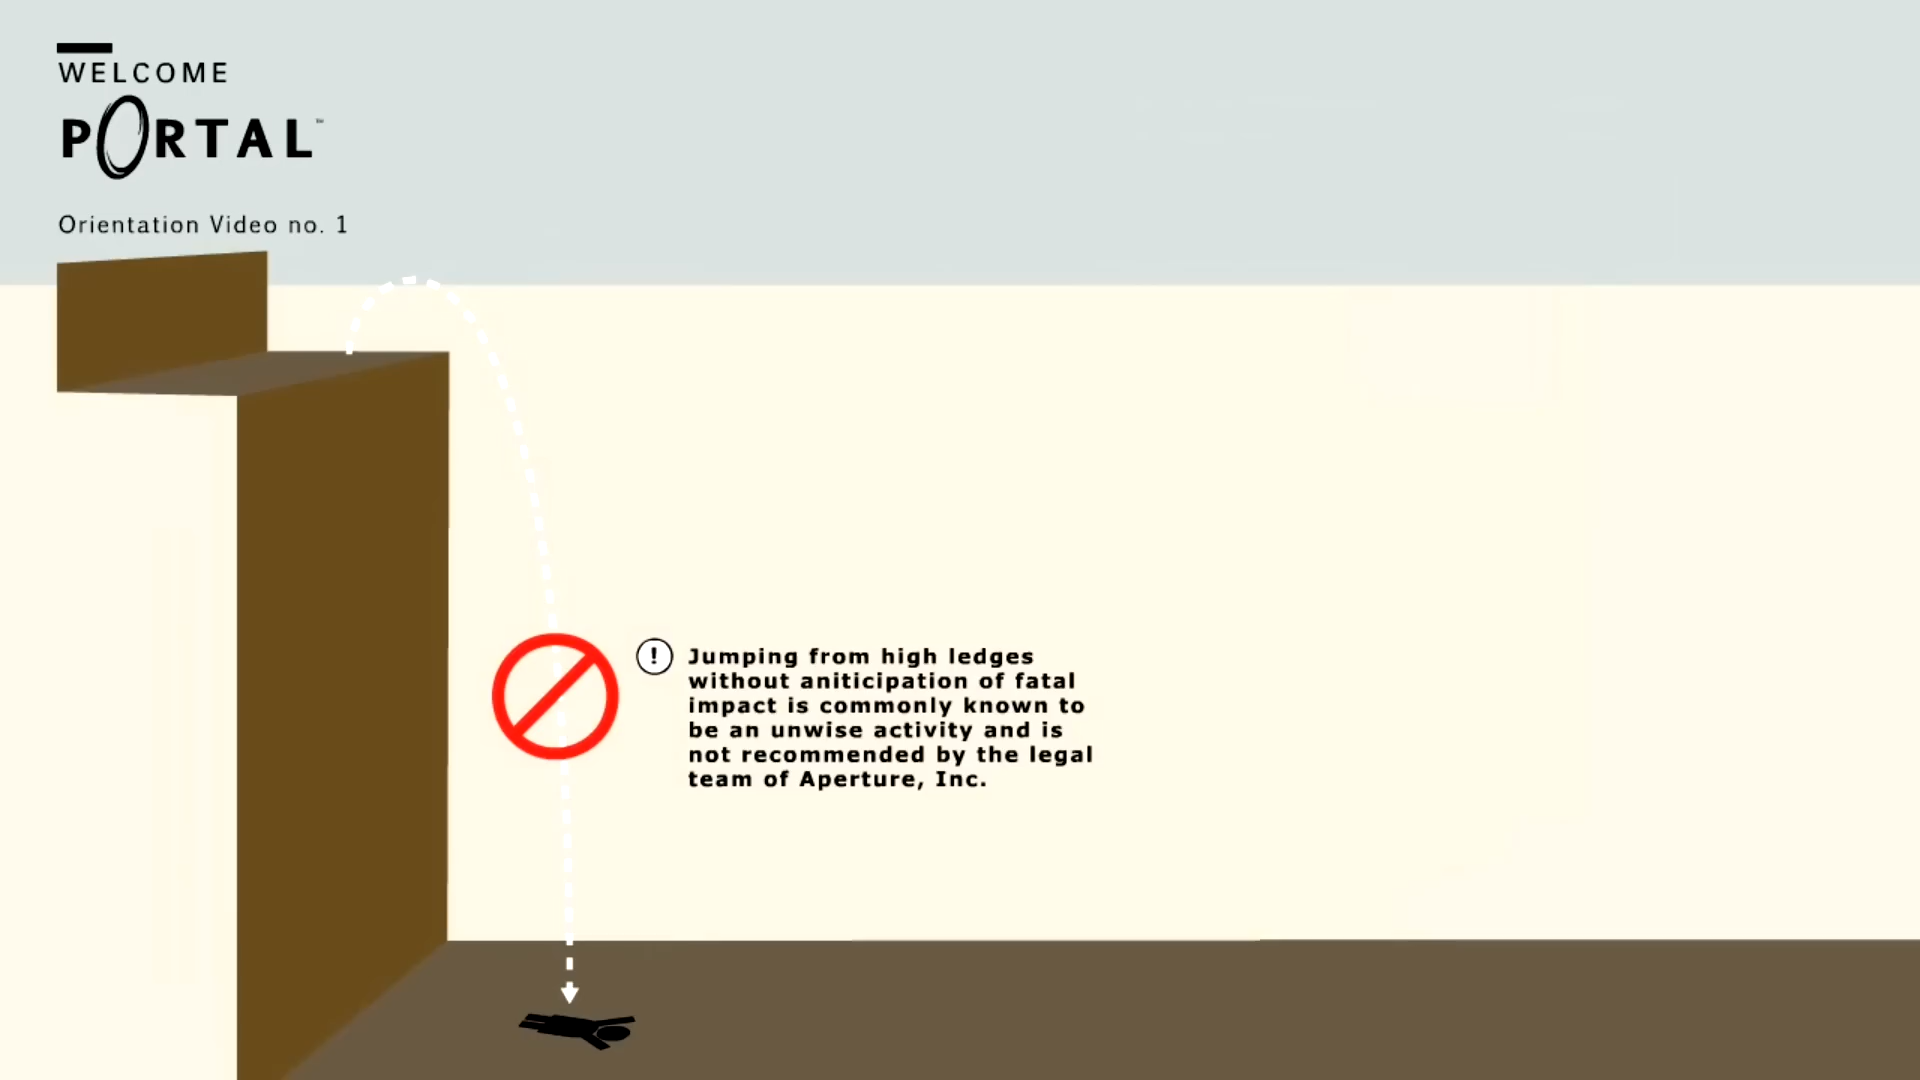 WELCOME
PORTAL™
Orientation Video no. 1
! Jumping from high ledges
without aniticipation of fatal
impact is commonly known to
be an unwise activity and is
not recommended by the legal
team of Aperture, Inc.